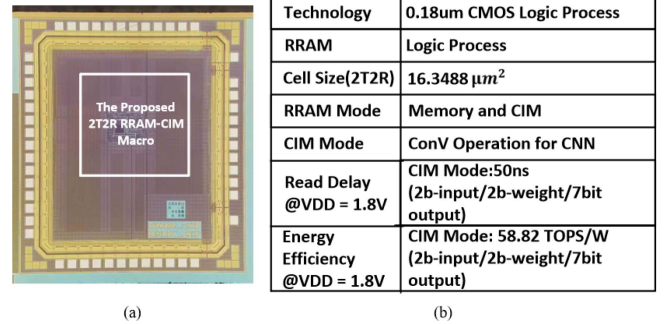 The Proposed
2T2R RRAM-CIM
Macro
(a)
Technology 0.18um CMOS Logic Process
RRAM Logic Process
Cell Size(2T2R) 16.3488 μm²
RRAM Mode Memory and CIM
CIM Mode ConV Operation for CNN
Read Delay
@VDD = 1.8V
CIM Mode:50ns
(2b-input/2b-weight/7bit
output)
Energy
Efficiency
@VDD = 1.8V
CIM Mode: 58.82 TOPS/W
(2b-input/2b-weight/7bit
output)
(b)